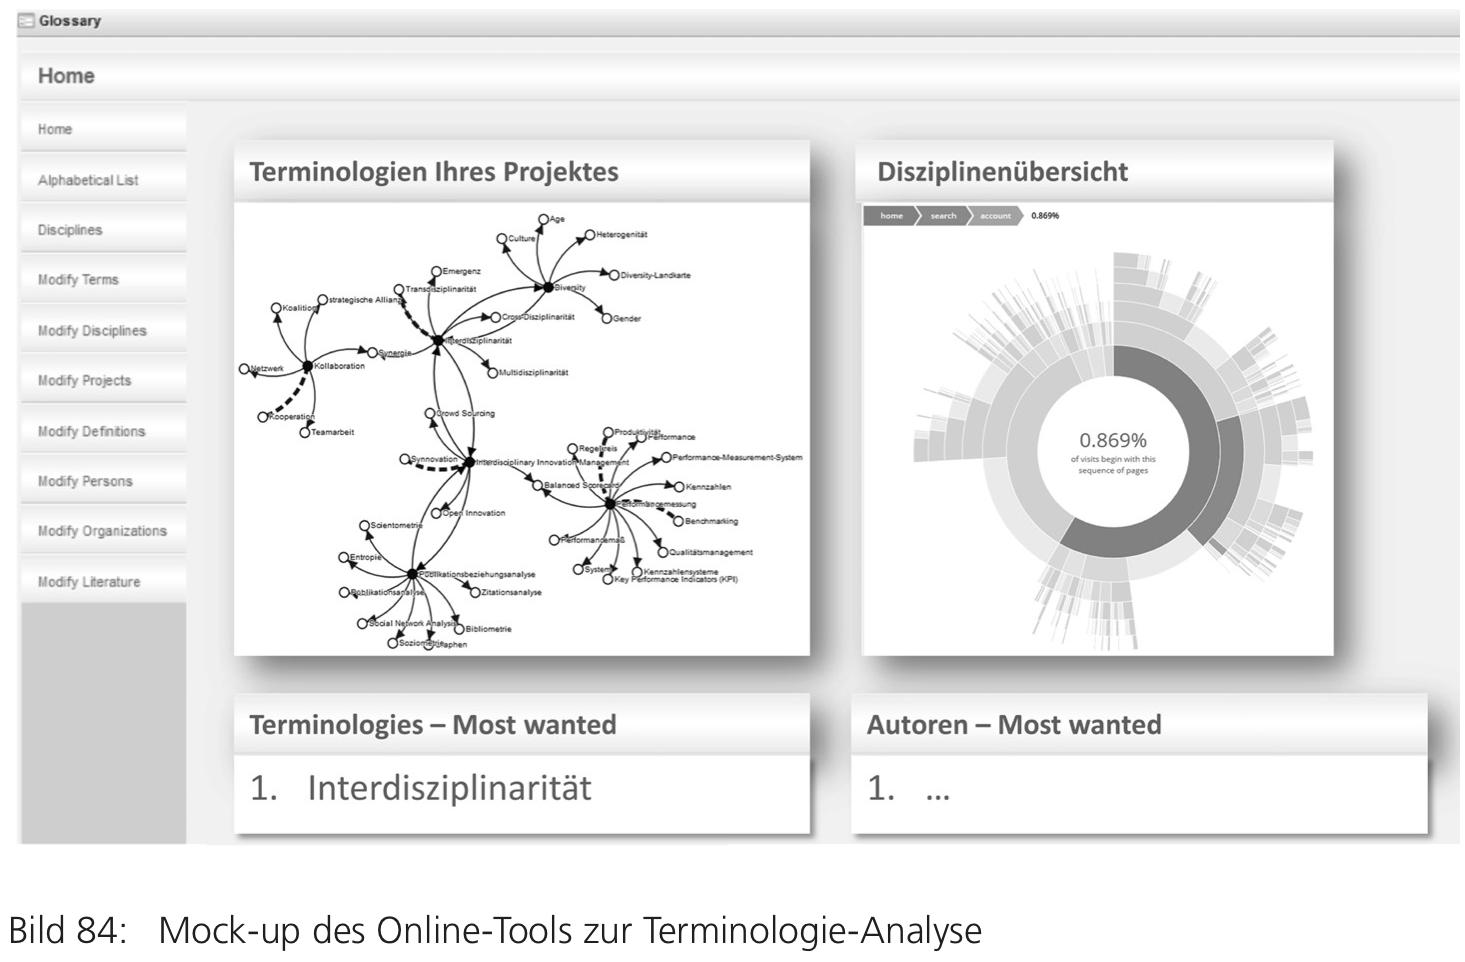 Glossary
Home
Home
Alphabetical List
Disciplines
Modify Terms
Modify Disciplines
Modify Projects
Modify Definitions
Modify Persons
Modify Organizations
Modify Literature
Terminologien Ihres Projektes
Age
Culture
Heterogenität
Emergenz
Diversity-Landkarte
Transdisziplinarität
Diversity
strategische Allianz
Koalition
Cross-Disziplinarität
Gender
Interdisziplinarität
Synergie
Kollaboration
Netzwerk
Multidisziplinarität
Crowd Sourcing
Kooperation
Teamarbeit
Produktivität
Performance
Regelkreis
Synnovation
Interdisciplinary Innovation Management
Performance-Measurement-System
Balanced Scorecard
Kennzahlen
Performancemessung
Open Innovation
Benchmarking
Scientometrie
Performancemaß
Qualitätsmanagement
Entropie
System
Kennzahlensysteme
Publikationsbeziehungsanalyse
Key Performance Indicators (KPI)
Publikationsanalyse
Zitationsanalyse
Social Network Analysis
Bibliometrie
Soziometrie
Graphen
Disziplinenübersicht
home
search
account
0.869%
0.869%
of visits begin with this
sequence of pages
Terminologies – Most wanted
1. Interdisziplinarität
Autoren – Most wanted
1. ...
Bild 84: Mock-up des Online-Tools zur Terminologie-Analyse